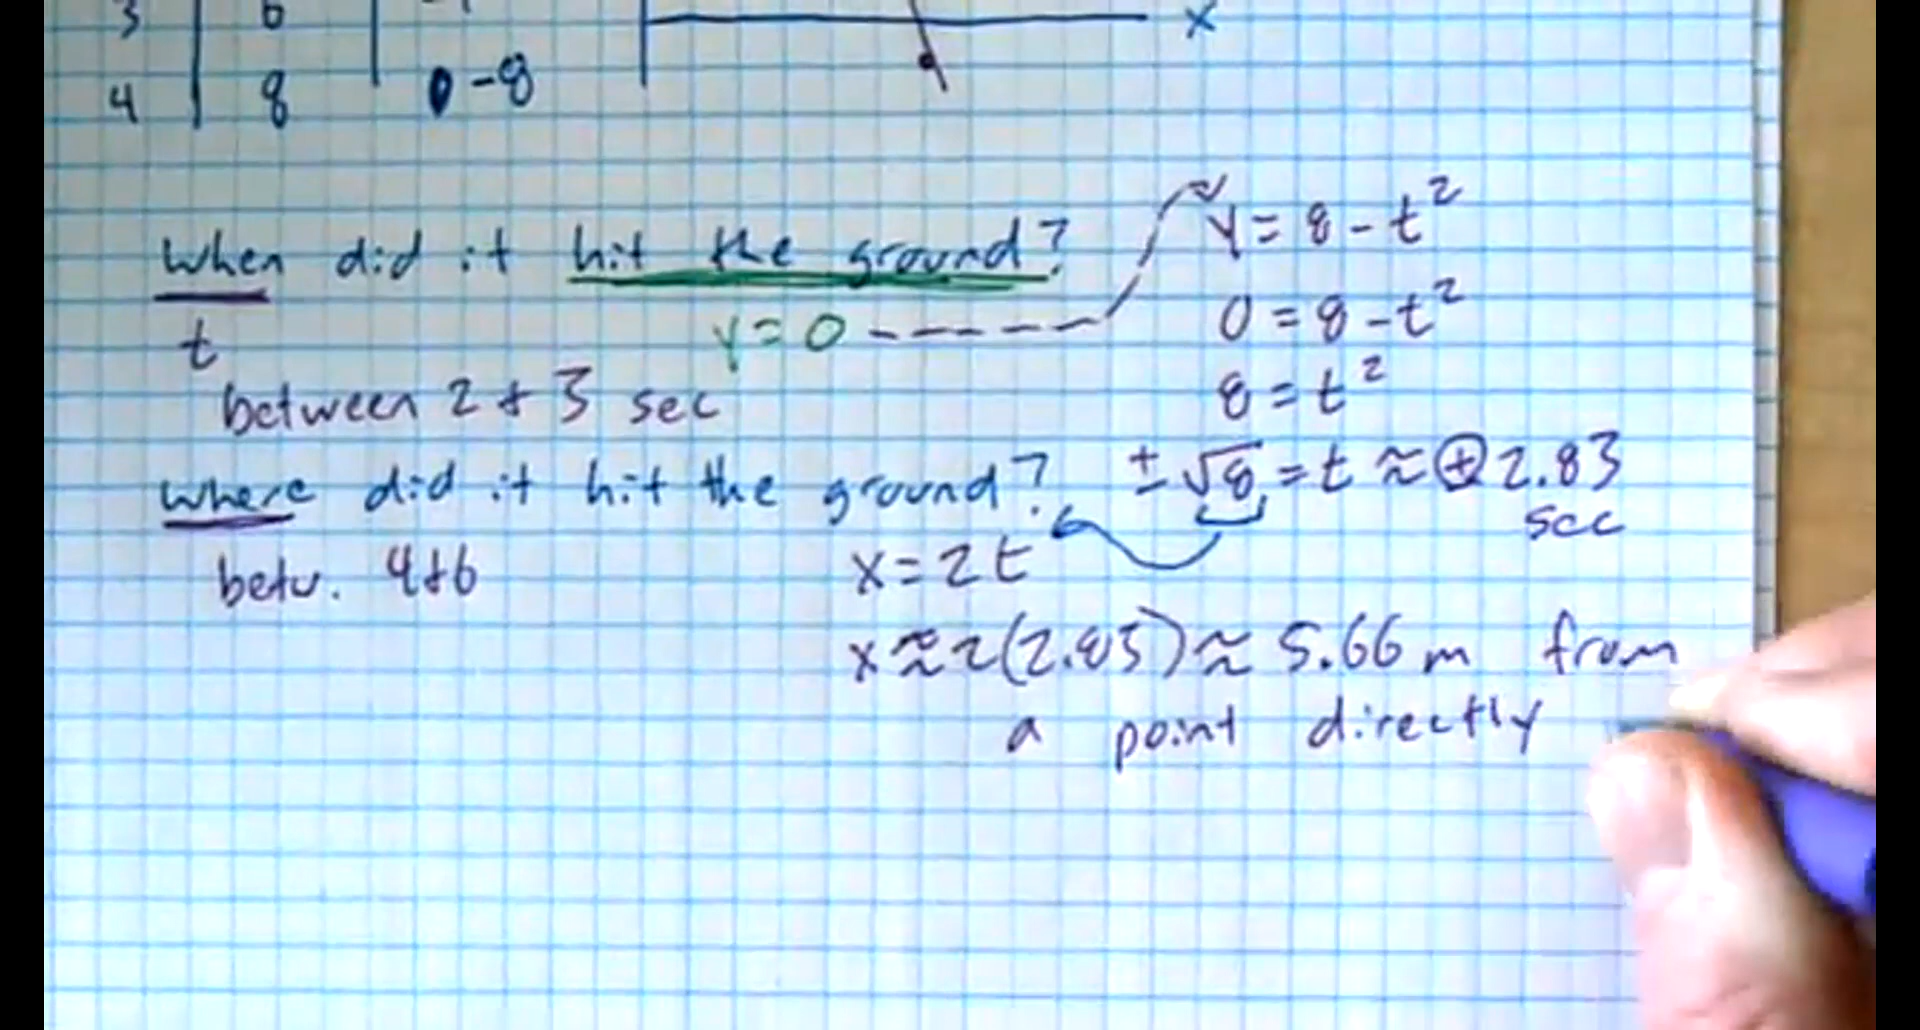 3 6 -1 x
4 8 0 -8
When did it hit the ground?
t
y = 0
y = 8 - t²
0 = 8 - t²
8 = t²
between 2 + 3 sec
± √8 = t ≈ + 2.83
sec
where did it hit the ground?
betw. 4 + 6
x = 2t
x ≈ 2(2.83) ≈ 5.66 m from
a point directly